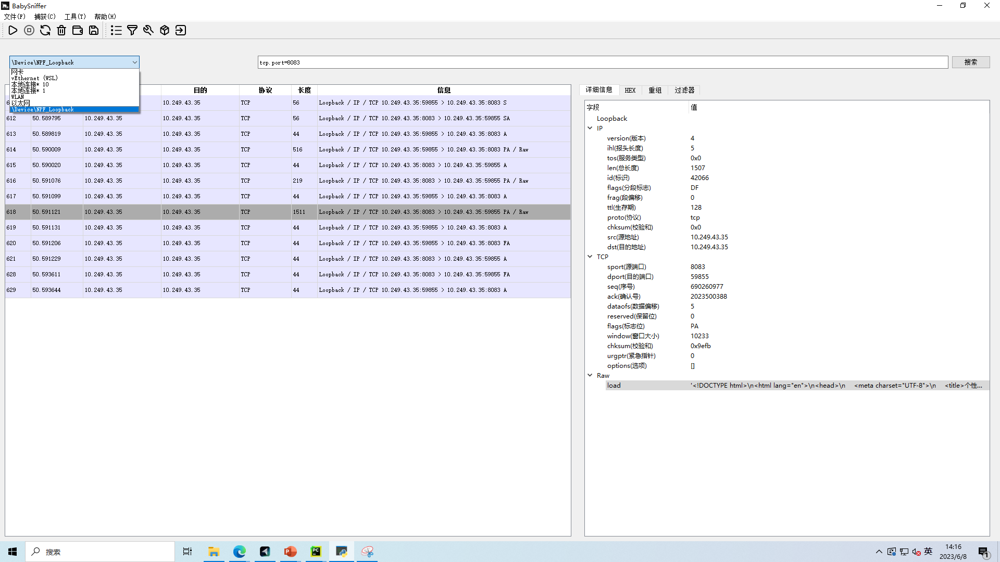 BabySniffer
文件(F) 捕获(C) 工具(T) 帮助(H)
\Device\NPF_Loopback
tcp.port=8083
搜索
网卡
vEthernet (WSL)
本地连接* 10
本地连接* 1
WLAN
以太网
\Device\NPF_Loopback
目的 协议 长度 信息
10.249.43.35 TCP 56 Loopback / IP / TCP 10.249.43.35:59855 > 10.249.43.35:8083 S
612 50.589795 10.249.43.35 10.249.43.35 TCP 56 Loopback / IP / TCP 10.249.43.35:8083 > 10.249.43.35:59855 SA
613 50.589819 10.249.43.35 10.249.43.35 TCP 44 Loopback / IP / TCP 10.249.43.35:59855 > 10.249.43.35:8083 A
614 50.590009 10.249.43.35 10.249.43.35 TCP 516 Loopback / IP / TCP 10.249.43.35:59855 > 10.249.43.35:8083 PA / Raw
615 50.590020 10.249.43.35 10.249.43.35 TCP 44 Loopback / IP / TCP 10.249.43.35:8083 > 10.249.43.35:59855 A
616 50.591076 10.249.43.35 10.249.43.35 TCP 219 Loopback / IP / TCP 10.249.43.35:8083 > 10.249.43.35:59855 PA / Raw
617 50.591099 10.249.43.35 10.249.43.35 TCP 44 Loopback / IP / TCP 10.249.43.35:59855 > 10.249.43.35:8083 A
618 50.591121 10.249.43.35 10.249.43.35 TCP 1511 Loopback / IP / TCP 10.249.43.35:8083 > 10.249.43.35:59855 PA / Raw
619 50.591131 10.249.43.35 10.249.43.35 TCP 44 Loopback / IP / TCP 10.249.43.35:59855 > 10.249.43.35:8083 A
620 50.591206 10.249.43.35 10.249.43.35 TCP 44 Loopback / IP / TCP 10.249.43.35:59855 > 10.249.43.35:8083 FA
621 50.591229 10.249.43.35 10.249.43.35 TCP 44 Loopback / IP / TCP 10.249.43.35:8083 > 10.249.43.35:59855 A
628 50.593611 10.249.43.35 10.249.43.35 TCP 44 Loopback / IP / TCP 10.249.43.35:8083 > 10.249.43.35:59855 FA
629 50.593644 10.249.43.35 10.249.43.35 TCP 44 Loopback / IP / TCP 10.249.43.35:59855 > 10.249.43.35:8083 A
详细信息 HEX 重组 过滤器
字段 值
Loopback
IP
version(版本) 4
ihl(报头长度) 5
tos(服务类型) 0x0
len(总长度) 1507
id(标识) 42066
flags(分段标志) DF
frag(段偏移) 0
ttl(生存期) 128
proto(协议) tcp
chksum(校验和) 0x0
src(源地址) 10.249.43.35
dst(目的地址) 10.249.43.35
TCP
sport(源端口) 8083
dport(目的端口) 59855
seq(序号) 690260977
ack(确认号) 2023500388
dataofs(数据偏移) 5
reserved(保留位) 0
flags(标志位) PA
window(窗口大小) 10233
chksum(校验和) 0x9efb
urgptr(紧急指针) 0
options(选项) []
Raw
load '<!DOCTYPE html>\n<html lang="en">\n<head>\n    <meta charset="UTF-8">\n    <title>个性...
搜索
英
14:16
2023/6/8
1